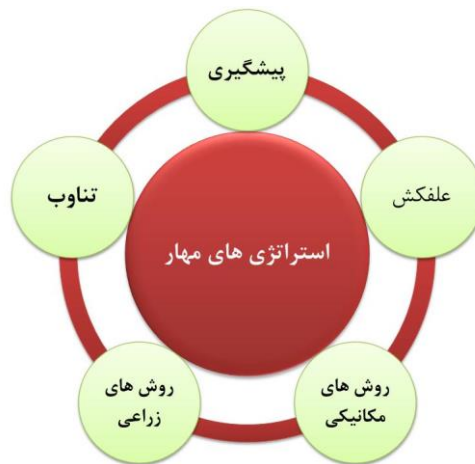 پیشگیری
علفکش
تناوب
استراتژی های مهار
روش های
مکانیکی
روش های
زراعی